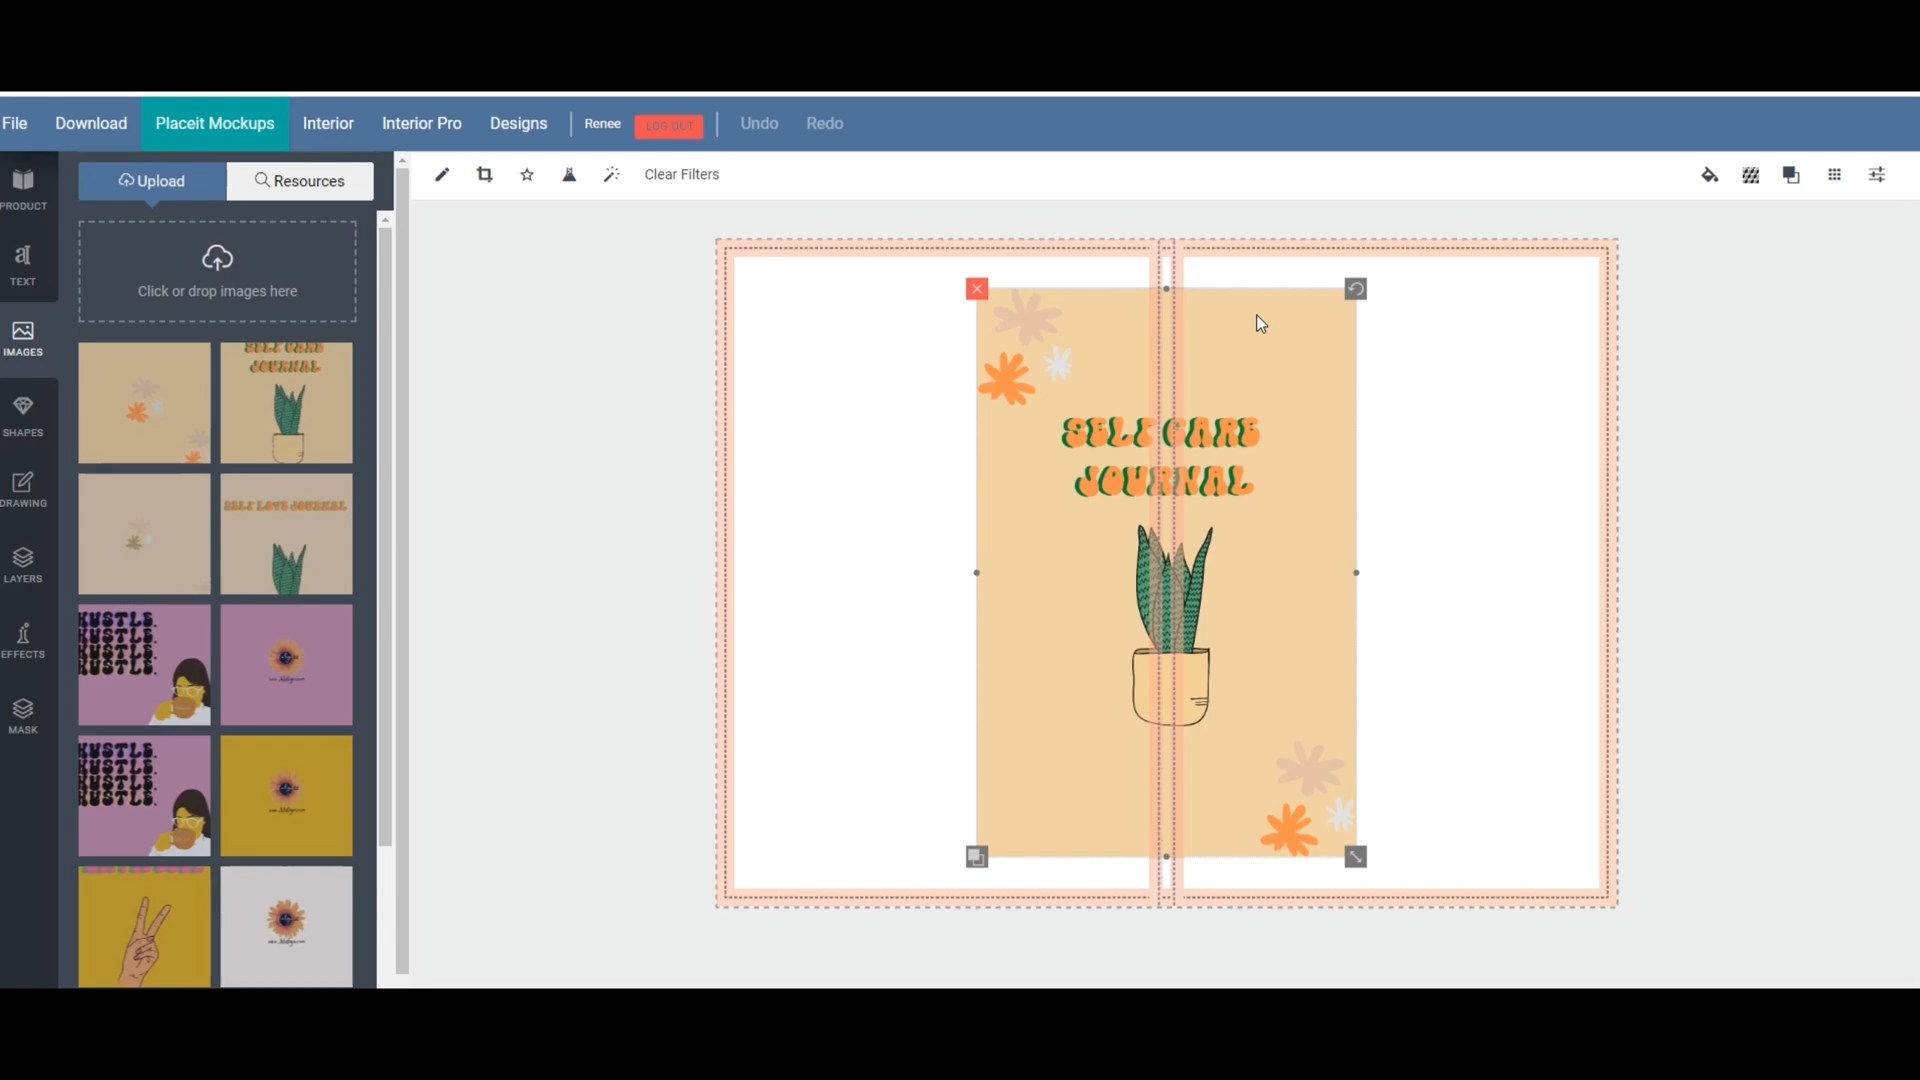 File Download Placeit Mockups Interior Interior Pro Designs Renee LOG OUT Undo Redo
Upload Resources
Clear Filters
PRODUCT
TEXT
IMAGES
SHAPES
DRAWING
LAYERS
EFFECTS
MASK
Click or drop images here
SELF CARE
JOURNAL
SELF LOVE JOURNAL
HUSTLE.
HUSTLE.
HUSTLE.
HUSTLE.
HUSTLE.
HUSTLE.
HUSTLE.
HUSTLE.
SELF CARE
JOURNAL